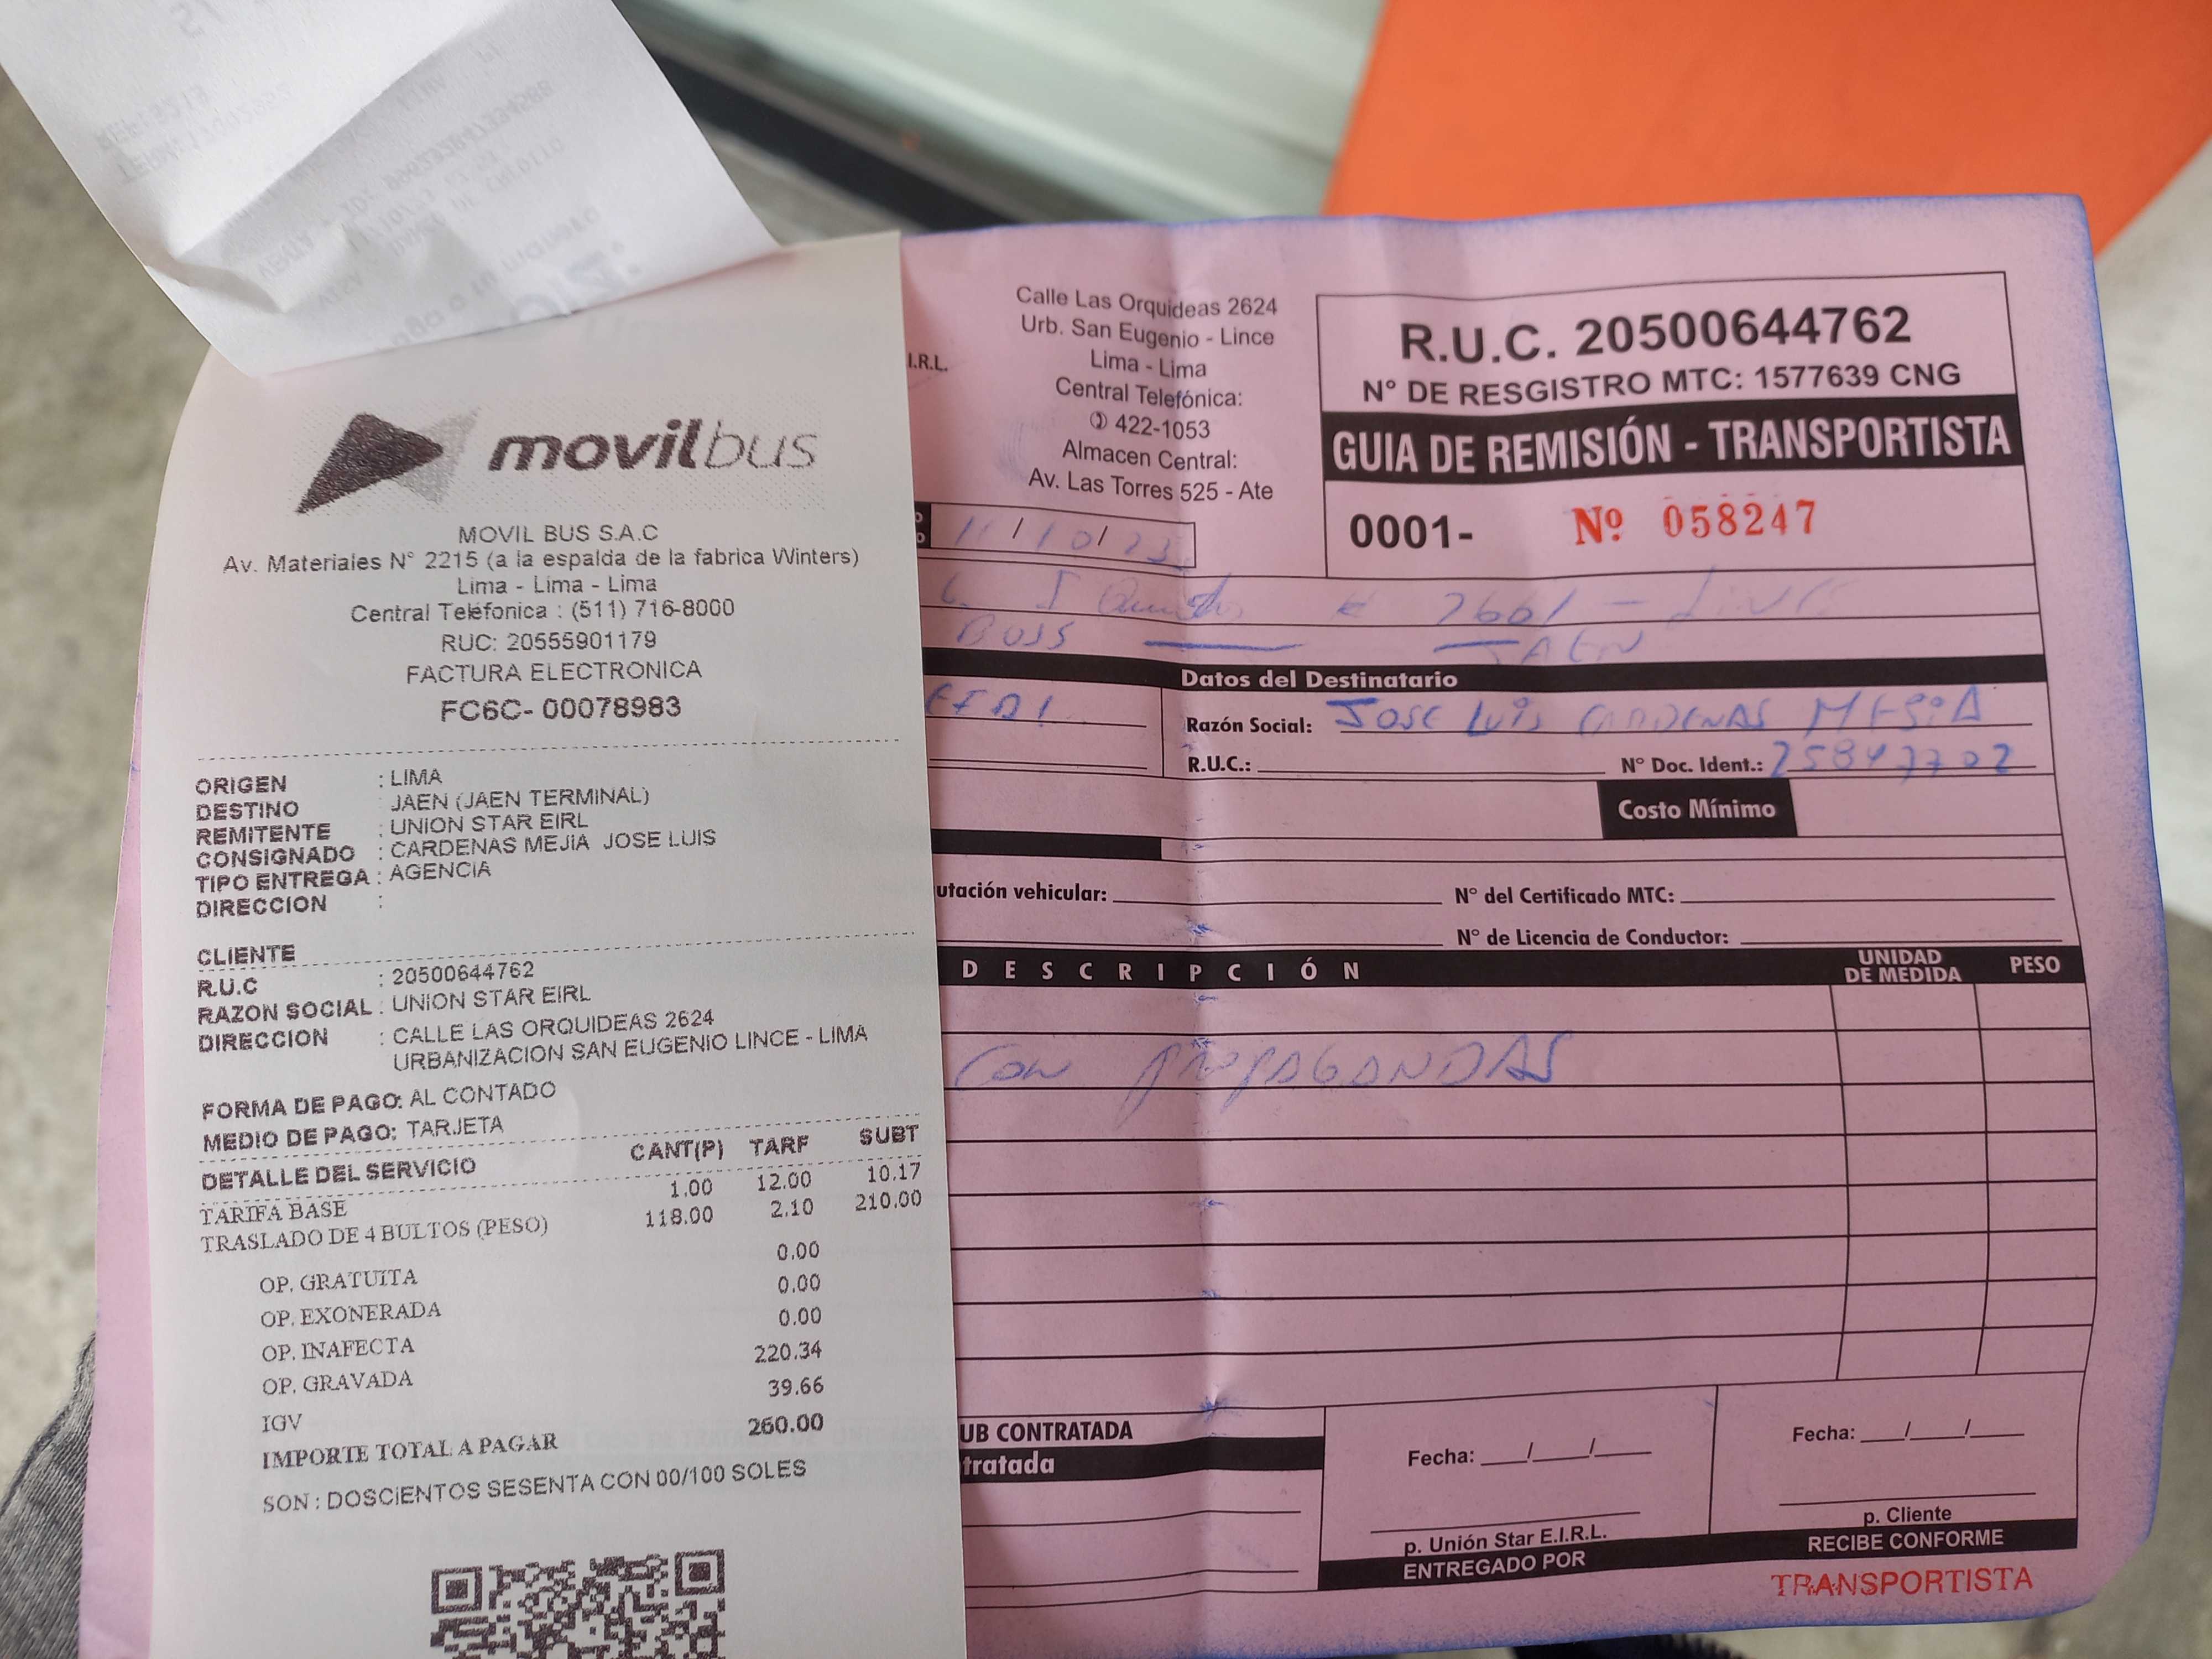 movilbus
MOVIL BUS S.A.C
Av. Materiales N° 2215 (a la espalda de la fabrica Winters)
Lima - Lima - Lima
Central Teléfonica : (511) 716-8000
RUC: 20555901179
FACTURA ELECTRONICA
FC6C- 00078983
ORIGEN : LIMA
DESTINO JAEN (JAEN TERMINAL)
REMITENTE : UNION STAR EIRL
CONSIGNADO : CARDENAS MEJIA JOSE LUIS
TIPO ENTREGA : AGENCIA
DIRECCION :
CLIENTE
R.U.C : 20500644762
RAZON SOCIAL : UNION STAR EIRL
DIRECCION : CALLE LAS ORQUIDEAS 2624
URBANIZACION SAN EUGENIO LINCE - LIMA
FORMA DE PAGO: AL CONTADO
MEDIO DE PAGO: TARJETA
DETALLE DEL SERVICIO CANT(P) TARF SUBT
TARIFA BASE 1.00 12.00 10.17
TRASLADO DE 4 BULTOS (PESO) 118.00 2.10 210.00
OP. GRATUITA 0.00
OP. EXONERADA 0.00
OP. INAFECTA 0.00
OP. GRAVADA 220.34
IGV 39.66
IMPORTE TOTAL A PAGAR 260.00
SON : DOSCIENTOS SESENTA CON 00/100 SOLES
I.R.L.
Calle Las Orquideas 2624
Urb. San Eugenio - Lince
Lima - Lima
Central Telefónica:
422-1053
Almacen Central:
Av. Las Torres 525 - Ate
R.U.C. 20500644762
N° DE RESGISTRO MTC: 1577639 CNG
GUIA DE REMISIÓN - TRANSPORTISTA
0001- Nº 058247
11/10/23
2661 - Lince
JAEN
Datos del Destinatario
Razón Social: JOSE LUIS CARDENAS MESIA
R.U.C.: N° Doc. Ident.: 25847702
Costo Mínimo
utación vehicular: N° del Certificado MTC:
N° de Licencia de Conductor:
DESCRIPCIÓN UNIDAD DE MEDIDA PESO
CON PROPAGANDAS
UB CONTRATADA
tratada
Fecha: / /
p. Unión Star E.I.R.L.
ENTREGADO POR
Fecha: / /
p. Cliente
RECIBE CONFORME
TRANSPORTISTA